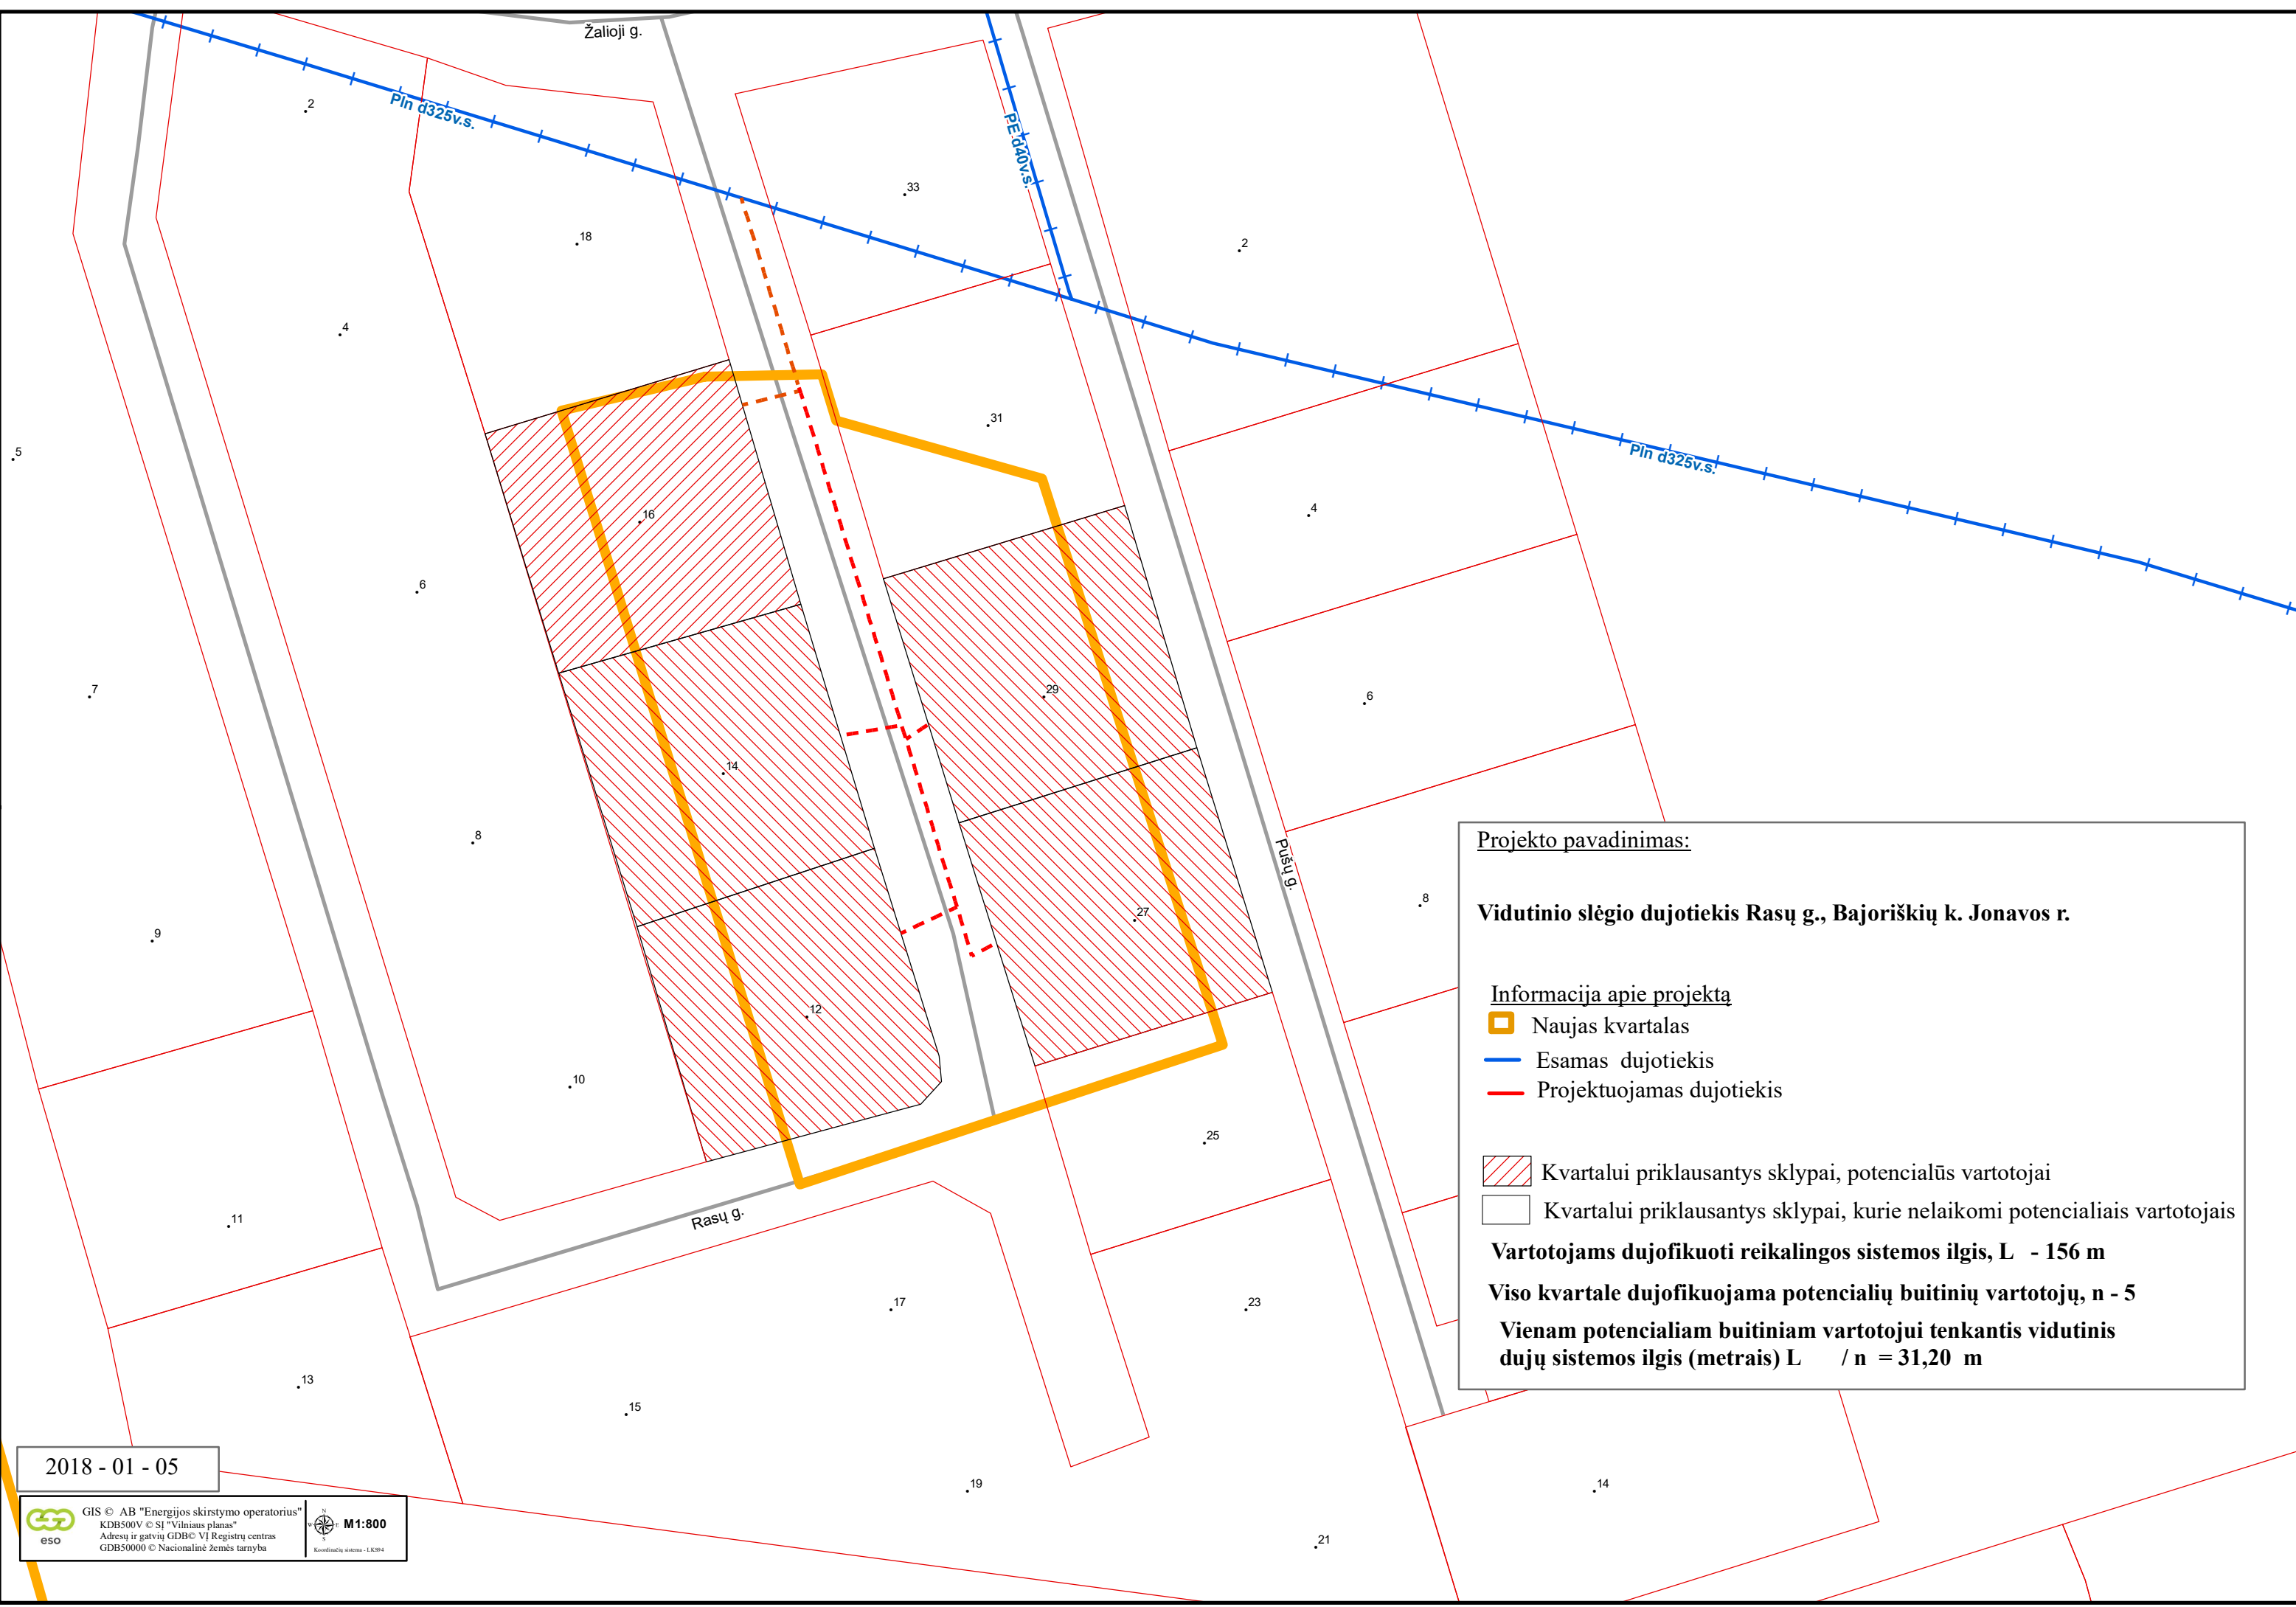 Žalioji g.
2
Pln d325v.s.
PE d40v.s.
33
18
2
4
31
5
Pln d325v.s.
16
4
6
7
29
6
14
8
Pušų g.
27
8
9
12
10
25
11
Rasų g.
17
23
13
15
19
14
21
Projekto pavadinimas:
Vidutinio slėgio dujotiekis Rasų g., Bajoriškių k. Jonavos r.
Informacija apie projektą
Naujas kvartalas
Esamas dujotiekis
Projektuojamas dujotiekis
Kvartalui priklausantys sklypai, potencialūs vartotojai
Kvartalui priklausantys sklypai, kurie nelaikomi potencialiais vartotojais
Vartotojams dujofikuoti reikalingos sistemos ilgis, L - 156 m
Viso kvartale dujofikuojama potencialių buitinių vartotojų, n - 5
Vienam potencialiam buitiniam vartotojui tenkantis vidutinis
dujų sistemos ilgis (metrais) L / n = 31,20 m
2018 - 01 - 05
eso
GIS © AB "Energijos skirstymo operatorius"
KDB500V © SĮ "Vilniaus planas"
Adresų ir gatvių GDB© VĮ Registrų centras
GDB50000 © Nacionalinė žemės tarnyba
N
W E
S
M1:800
Koordinačių sistema - LKS94